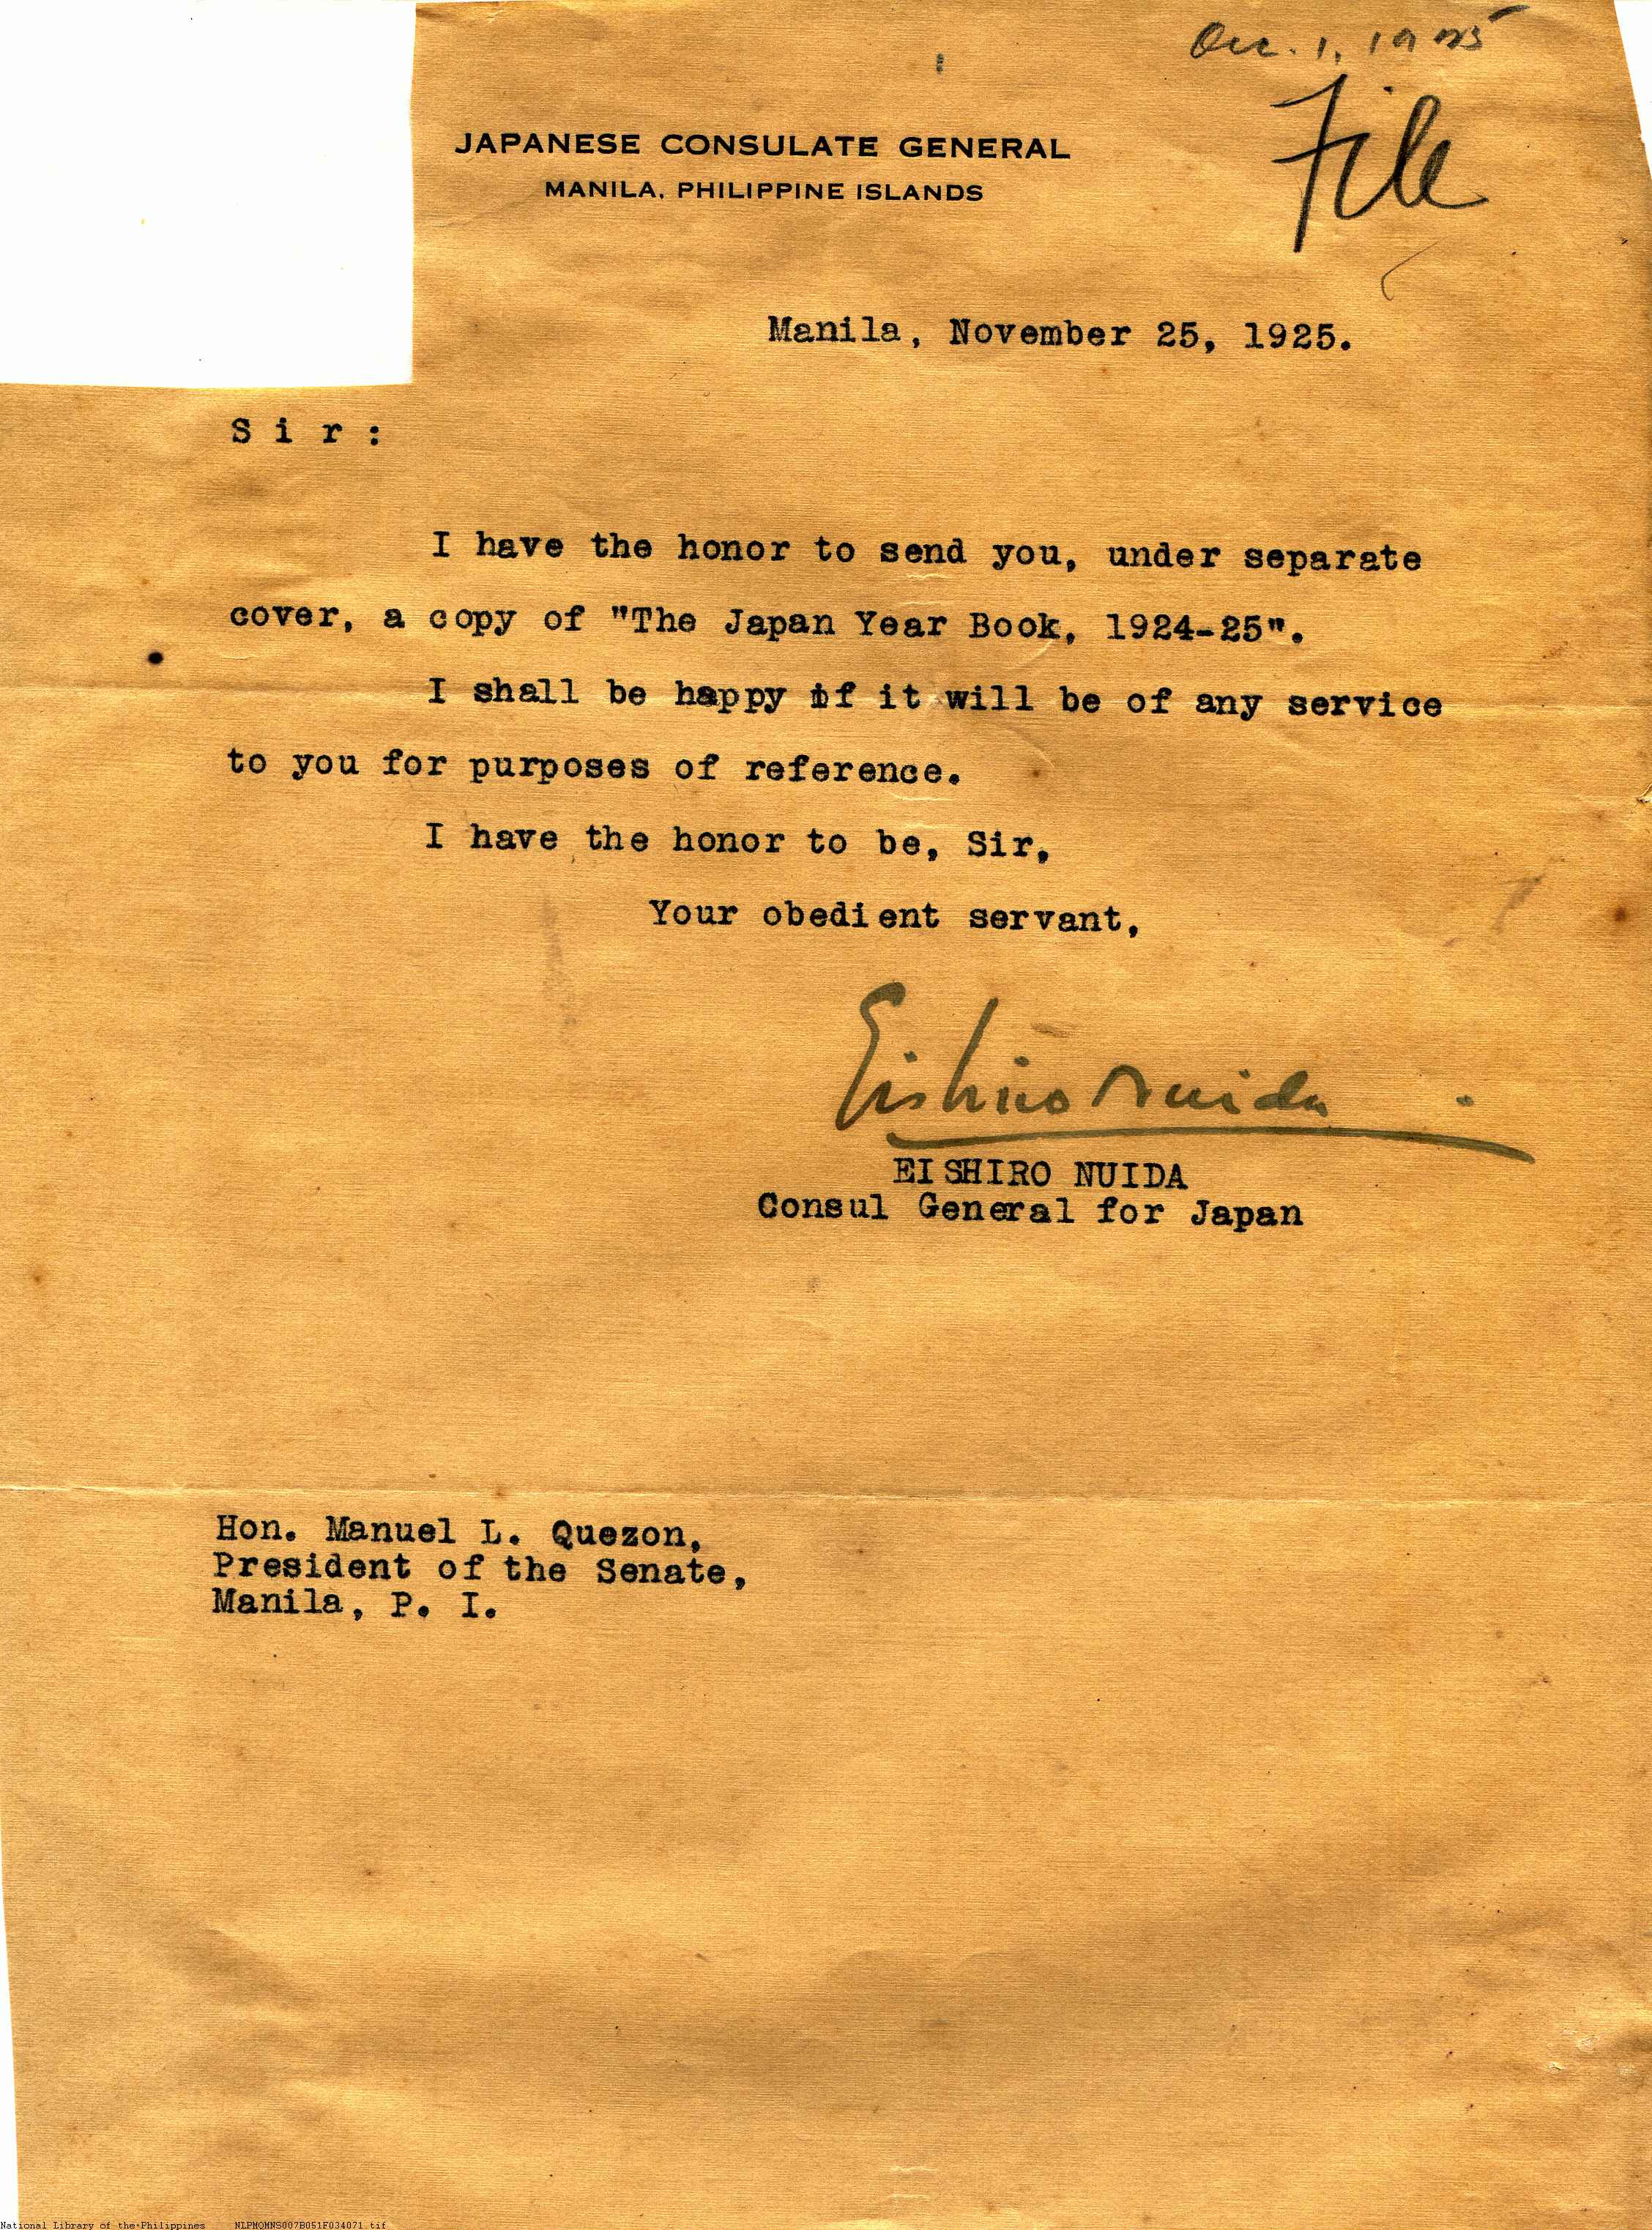 Dec. 1, 1925
File
JAPANESE CONSULATE GENERAL
MANILA, PHILIPPINE ISLANDS
Manila, November 25, 1925.
Sir:
I have the honor to send you, under separate
cover, a copy of "The Japan Year Book, 1924-25".
I shall be happy if it will be of any service
to you for purposes of reference.
I have the honor to be, Sir,
Your obedient servant,
Eishiro Nuida
EISHIRO NUIDA
Consul General for Japan
Hon. Manuel L. Quezon,
President of the Senate,
Manila, P. I.
National Library of the Philippines NLPMQMNS007B051F034071.tif